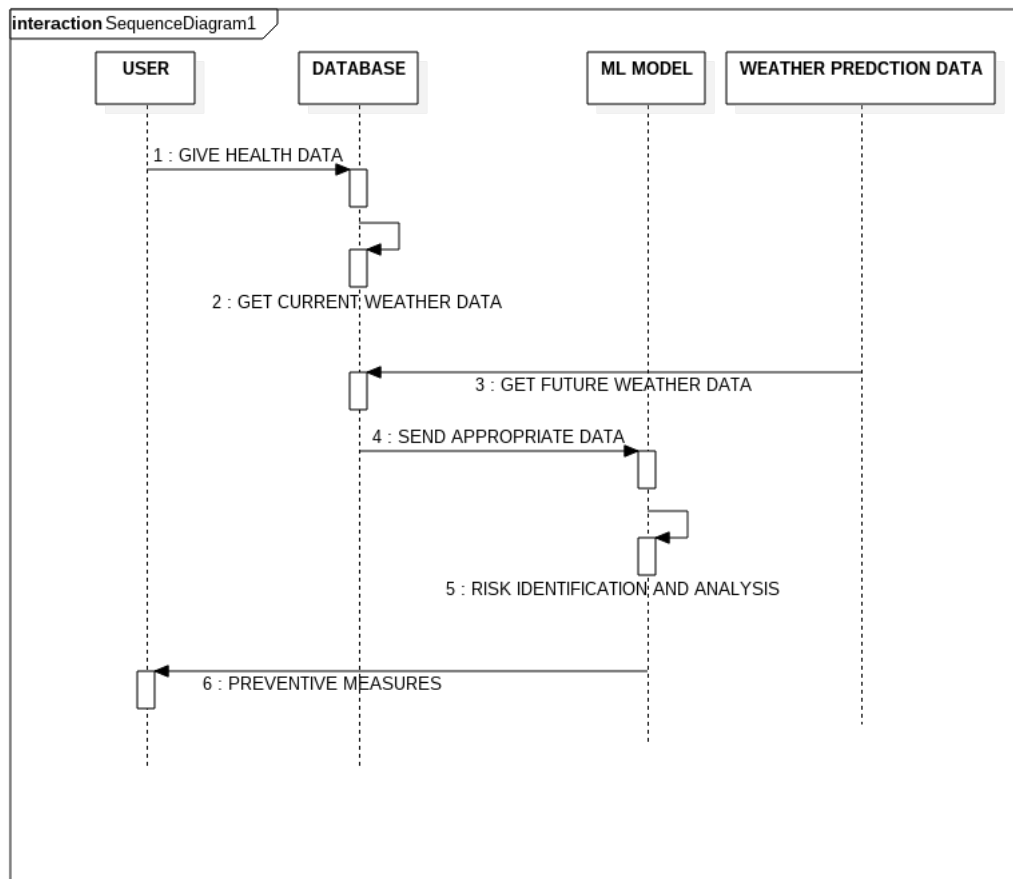 interaction SequenceDiagram1
USER
DATABASE
ML MODEL
WEATHER PREDCTION DATA
1 : GIVE HEALTH DATA
2 : GET CURRENT WEATHER DATA
3 : GET FUTURE WEATHER DATA
4 : SEND APPROPRIATE DATA
5 : RISK IDENTIFICATION AND ANALYSIS
6 : PREVENTIVE MEASURES